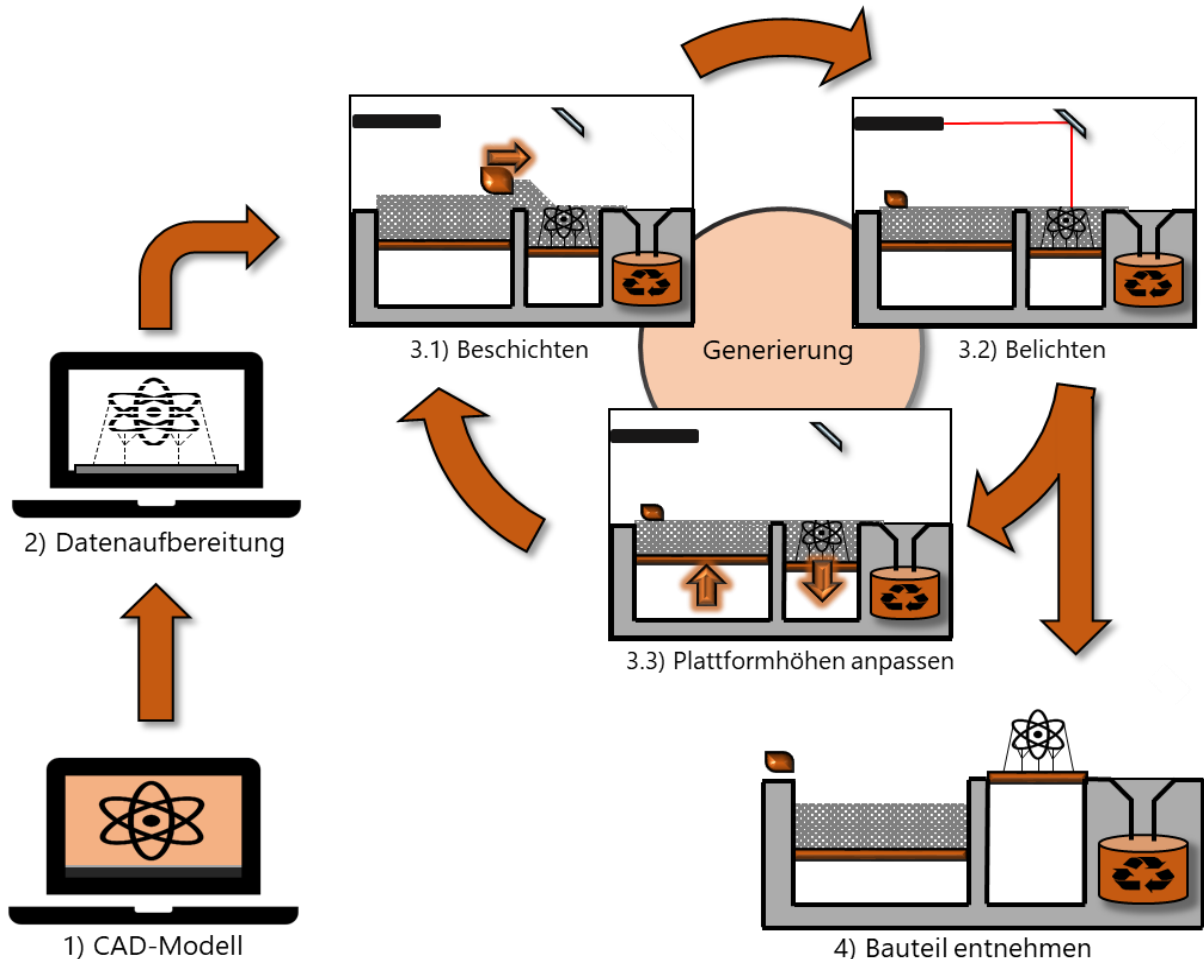 1) CAD-Modell
2) Datenaufbereitung
3.1) Beschichten
Generierung
3.2) Belichten
3.3) Plattformhöhen anpassen
4) Bauteil entnehmen